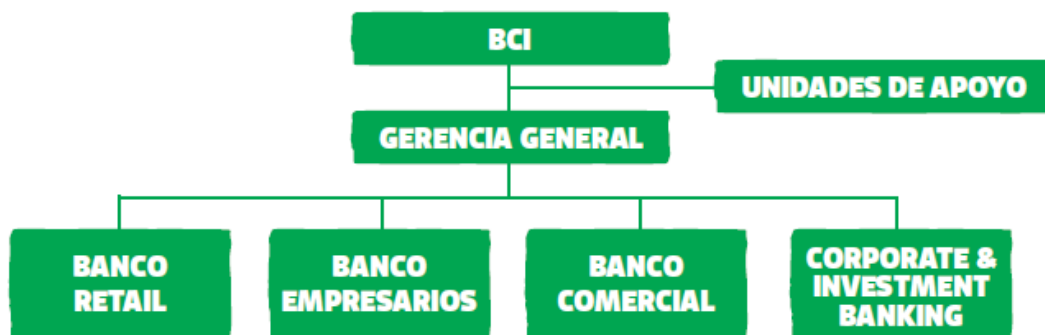 BCI
UNIDADES DE APOYO
GERENCIA GENERAL
BANCO
RETAIL
BANCO
EMPRESARIOS
BANCO
COMERCIAL
CORPORATE &
INVESTMENT
BANKING